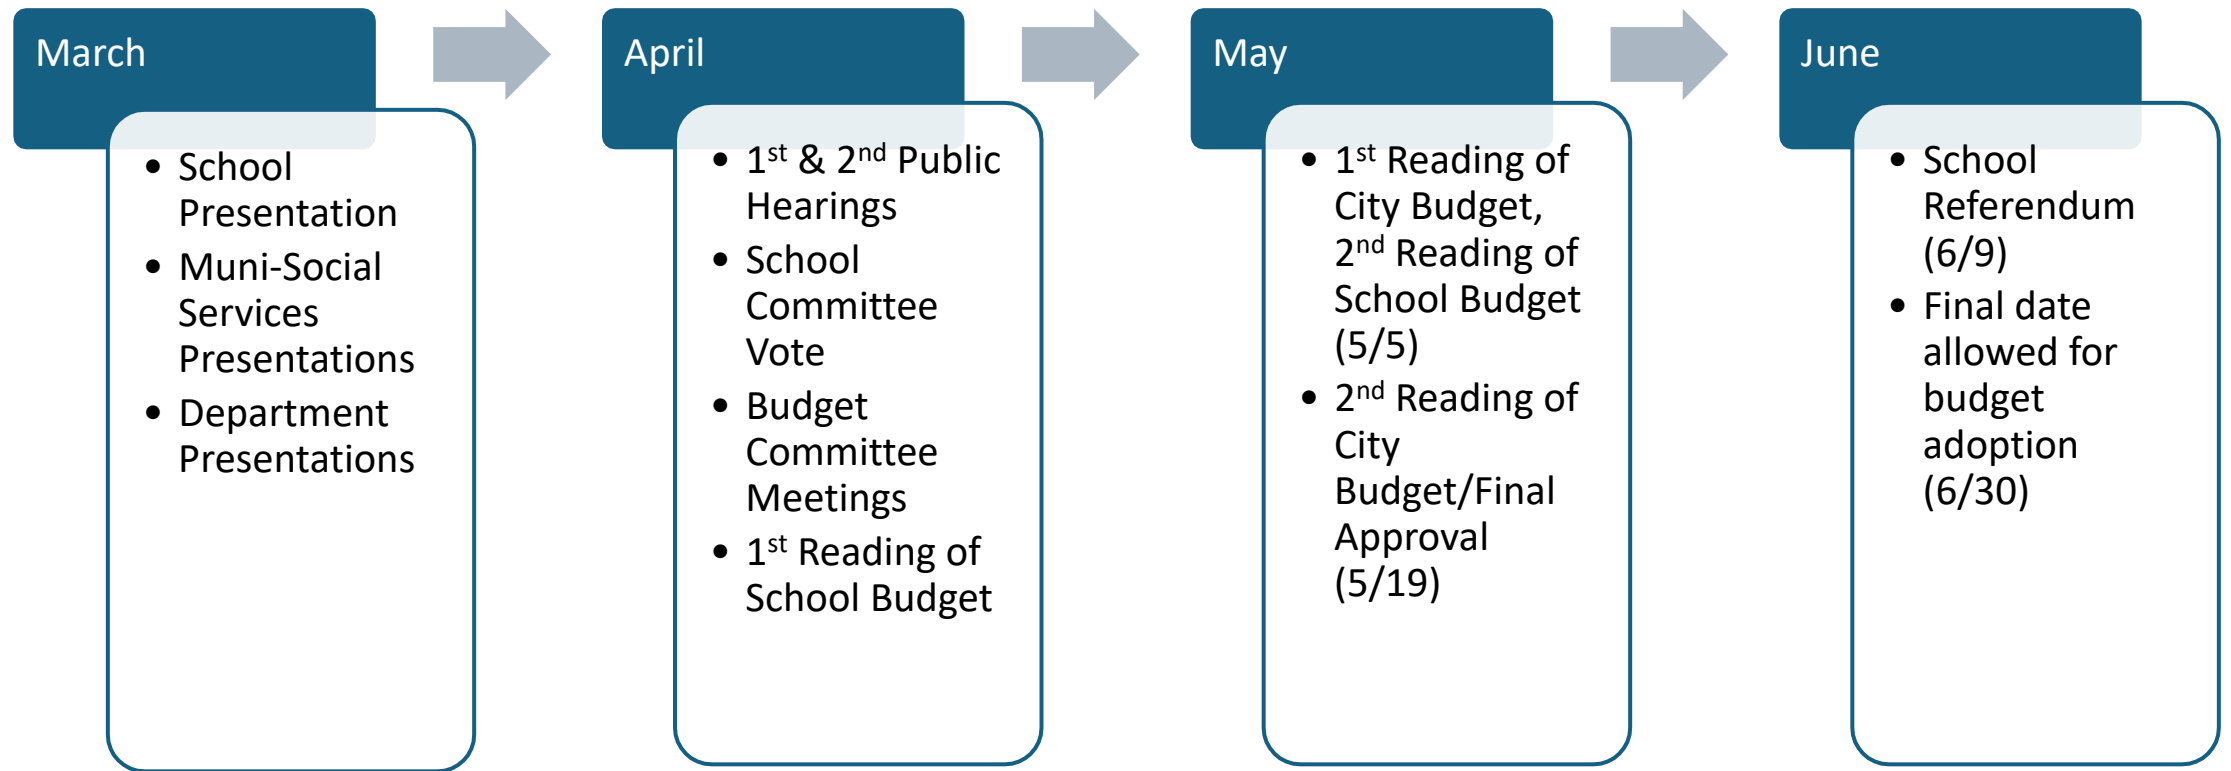 March
• School
Presentation
• Muni-Social
Services
Presentations
• Department
Presentations
April
• 1st & 2nd Public
Hearings
• School
Committee
Vote
• Budget
Committee
Meetings
• 1st Reading of
School Budget
May
• 1st Reading of
City Budget,
2nd Reading of
School Budget
(5/5)
• 2nd Reading of
City
Budget/Final
Approval
(5/19)
June
• School
Referendum
(6/9)
• Final date
allowed for
budget
adoption
(6/30)